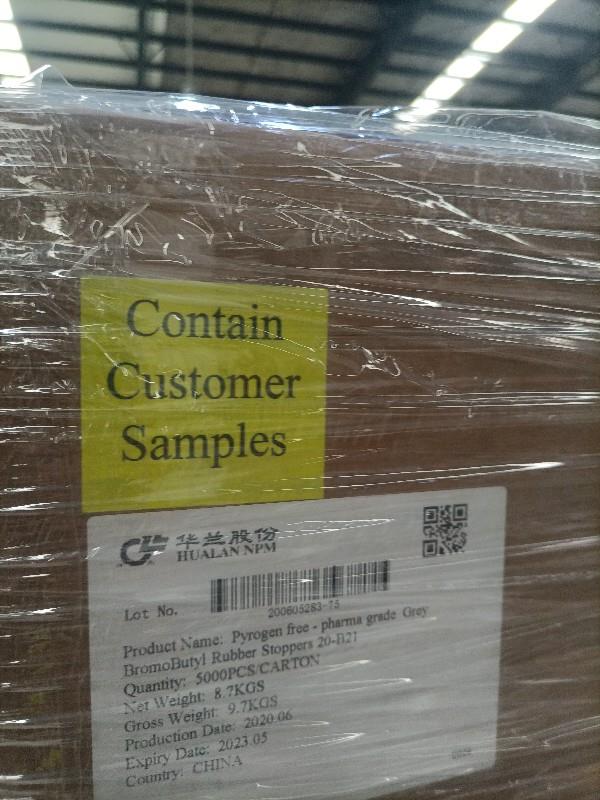 Contain
Customer
Samples
华兰股份
HUALAN NPM
Lot No.
200605283-75
Product Name: Pyrogen free - pharma grade Grey
BromoButyl Rubber Stoppers 20-B21
Quantity: 5000PCS/CARTON
Net Weight: 8.7KGS
Gross Weight: 9.7KGS
Production Date: 2020.06
Expiry Date: 2023.05
Country: CHINA